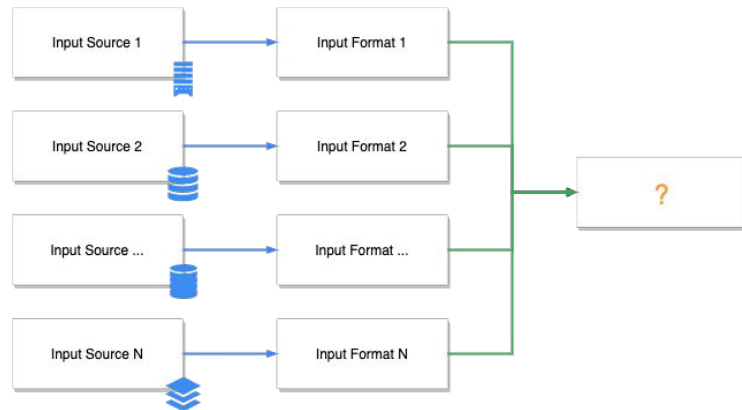 Input Source 1
Input Format 1
Input Source 2
Input Format 2
?
Input Source ...
Input Format ...
Input Source N
Input Format N